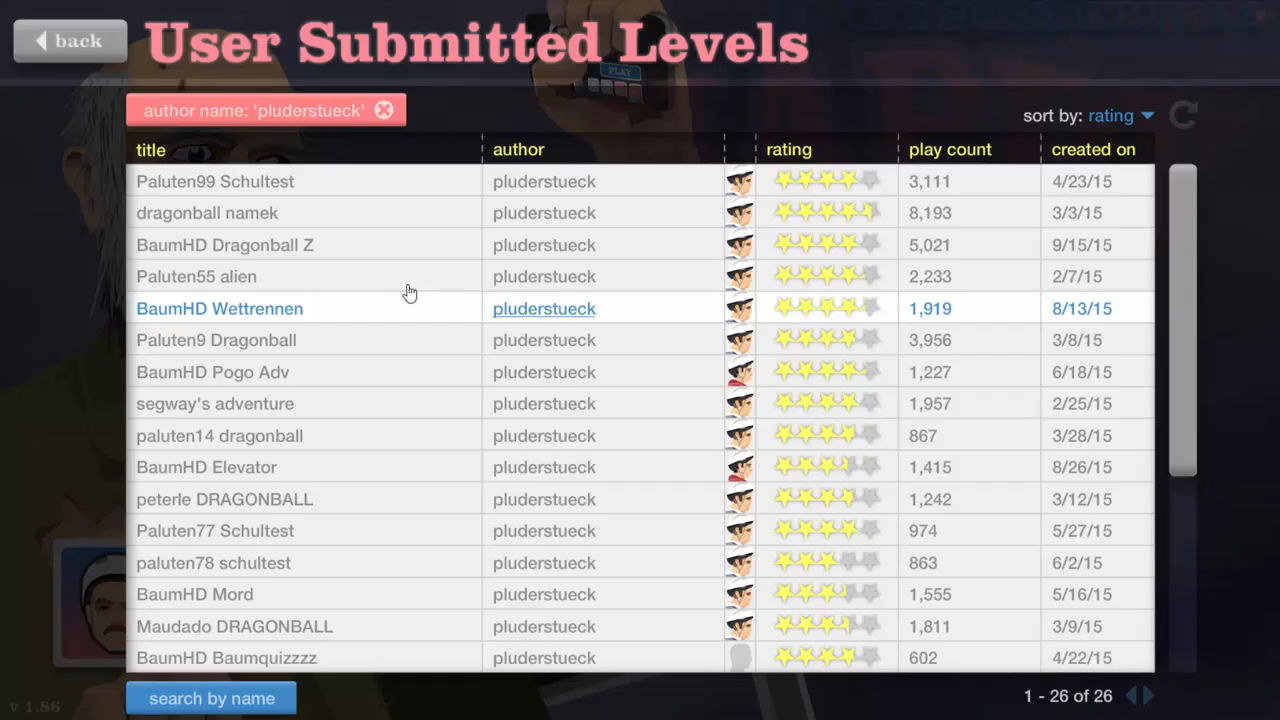 back
User Submitted Levels
PLAY
author name: 'pluderstueck'
sort by: rating
title author rating play count created on
Paluten99 Schultest pluderstueck 3,111 4/23/15
dragonball namek pluderstueck 8,193 3/3/15
BaumHD Dragonball Z pluderstueck 5,021 9/15/15
Paluten55 alien pluderstueck 2,233 2/7/15
BaumHD Wettrennen pluderstueck 1,919 8/13/15
Paluten9 Dragonball pluderstueck 3,956 3/8/15
BaumHD Pogo Adv pluderstueck 1,227 6/18/15
segway's adventure pluderstueck 1,957 2/25/15
paluten14 dragonball pluderstueck 867 3/28/15
BaumHD Elevator pluderstueck 1,415 8/26/15
peterle DRAGONBALL pluderstueck 1,242 3/12/15
Paluten77 Schultest pluderstueck 974 5/27/15
paluten78 schultest pluderstueck 863 6/2/15
BaumHD Mord pluderstueck 1,555 5/16/15
Maudado DRAGONBALL pluderstueck 1,811 3/9/15
BaumHD Baumquizzzz pluderstueck 602 4/22/15
search by name
1 - 26 of 26
v 1.86